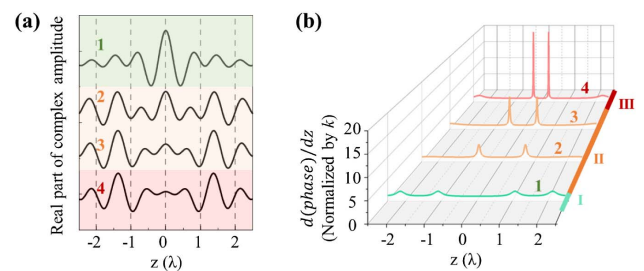 (a)
Real part of complex amplitude
1
2
3
4
-2 -1 0 1 2
z (λ)
(b)
d(phase)/dz
(Normalized by k)
20
15
10
5
0
4
3
2
1
III
II
I
-2 -1 0 1 2
z (λ)